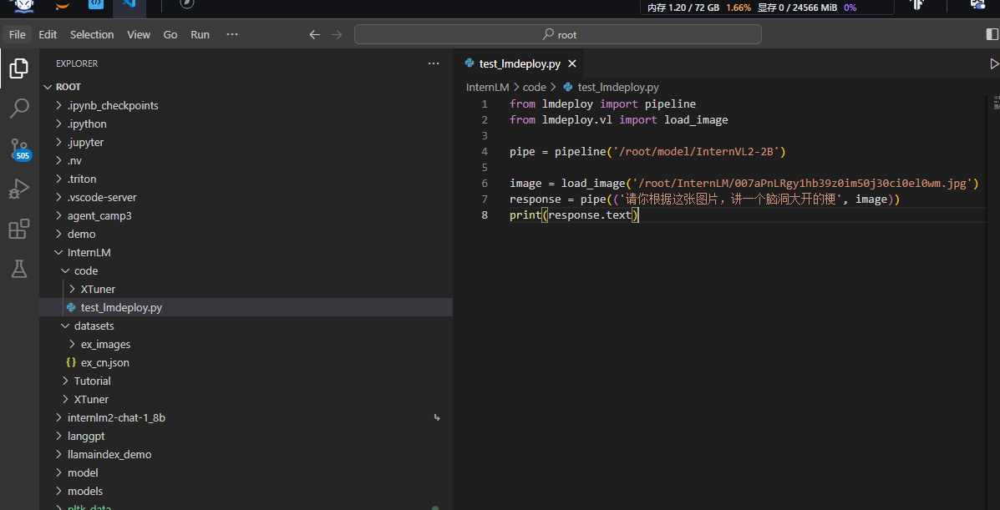 内存 1.20 / 72 GB 1.66% 显存 0 / 24566 MiB 0%
File Edit Selection View Go Run ··· root
EXPLORER ···
ROOT
.ipynb_checkpoints
.ipython
.jupyter
.nv
.triton
.vscode-server
agent_camp3
demo
InternLM
code
XTuner
test_lmdeploy.py
datasets
ex_images
{} ex_cn.json
Tutorial
XTuner
internlm2-chat-1_8b
langgpt
llamaindex_demo
model
models
nltk_data
505
test_lmdeploy.py
InternLM > code > test_lmdeploy.py
1 from lmdeploy import pipeline
2 from lmdeploy.vl import load_image
3
4 pipe = pipeline('/root/model/InternVL2-2B')
5
6 image = load_image('/root/InternLM/007aPnLRgy1hb39z0im50j30ci0el0wm.jpg')
7 response = pipe(('请你根据这张图片，讲一个脑洞大开的梗', image))
8 print(response.text)